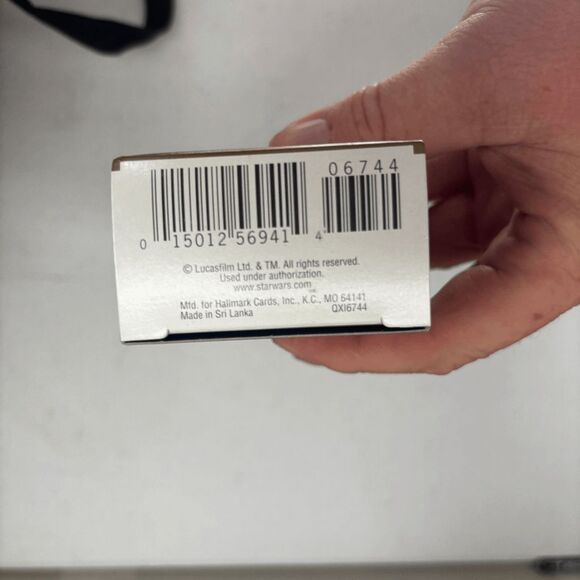 06744
0 15012 56941 4
© Lucasfilm Ltd. & TM. All rights reserved.
Used under authorization.
www.starwars.com
Mfd. for Hallmark Cards, Inc., K.C., MO 64141
Made in Sri Lanka QXI6744